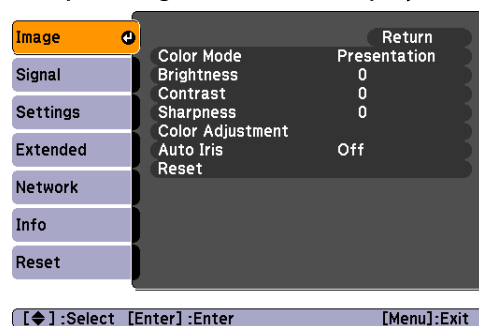 Image
Signal
Settings
Extended
Network
Info
Reset
Return
Color Mode Presentation
Brightness 0
Contrast 0
Sharpness 0
Color Adjustment
Auto Iris Off
Reset
[◆] :Select [Enter] :Enter [Menu]:Exit